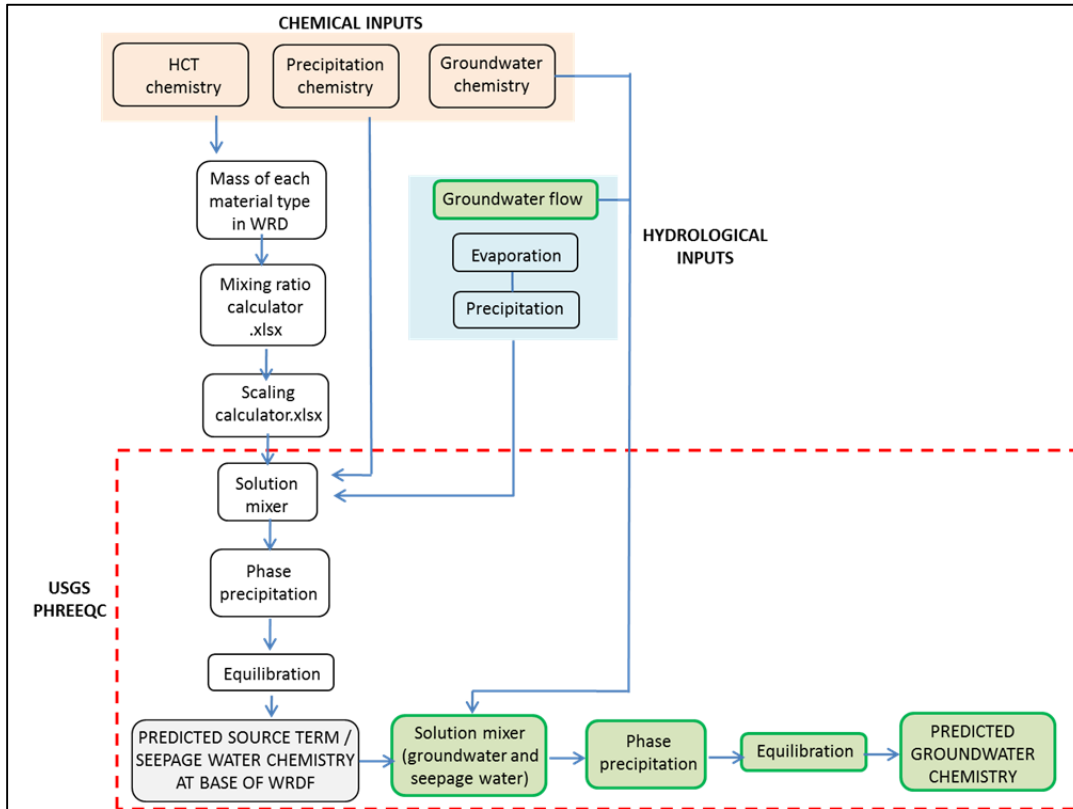 CHEMICAL INPUTS
HCT
chemistry
Precipitation
chemistry
Groundwater
chemistry
Mass of each
material type
in WRD
Groundwater flow
Evaporation
Precipitation
HYDROLOGICAL
INPUTS
Mixing ratio
calculator
.xlsx
Scaling
calculator.xlsx
USGS
PHREEQC
Solution
mixer
Phase
precipitation
Equilibration
PREDICTED SOURCE TERM /
SEEPAGE WATER CHEMISTRY
AT BASE OF WRDF
Solution mixer
(groundwater and
seepage water)
Phase
precipitation
Equilibration
PREDICTED
GROUNDWATER
CHEMISTRY